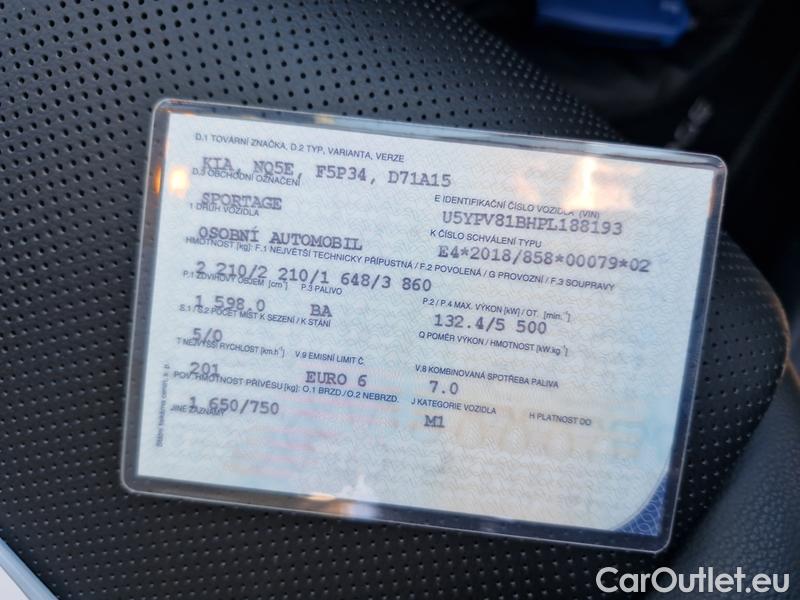 D.1 TOVÁRNÍ ZNAČKA, D.2 TYP, VARIANTA, VERZE
KIA, NQ5E, F5P34, D71A15
D.3 OBCHODNÍ OZNAČENÍ
SPORTAGE
E IDENTIFIKAČNÍ ČÍSLO VOZIDLA (VIN)
U5YPV81BHPL188193
1 DRUH VOZIDLA
OSOBNÍ AUTOMOBIL
K ČÍSLO SCHVÁLENÍ TYPU
E4*2018/858*00079*02
HMOTNOST [kg]: F.1 NEJVĚTŠÍ TECHNICKY PŘÍPUSTNÁ / F.2 POVOLENÁ / G PROVOZNÍ / F.3 SOUPRAVY
2 210/2 210/1 648/3 860
P.1 ZDVIHOVÝ OBJEM [cm³]
P.3 PALIVO
P.2 / P.4 MAX. VÝKON [kW] / OT. [min.⁻¹]
1 598.0
BA
132.4/5 500
S.1 / S.2 POČET MÍST K SEZENÍ / K STÁNÍ
Q POMĚR VÝKON / HMOTNOST [kW.kg⁻¹]
5/0
T NEJVYŠŠÍ RYCHLOST [km.h⁻¹]
V.9 EMISNÍ LIMIT Č.
V.8 KOMBINOVANÁ SPOTŘEBA PALIVA
201
EURO 6
7.0
POV. HMOTNOST PŘÍVĚSU [kg]: O.1 BRZD./O.2 NEBRZD.
J KATEGORIE VOZIDLA
H PLATNOST DO
1 650/750
M1
JINÉ ZÁZNAMY
Státní tiskárna cenin, s. p.
CarOutlet.eu